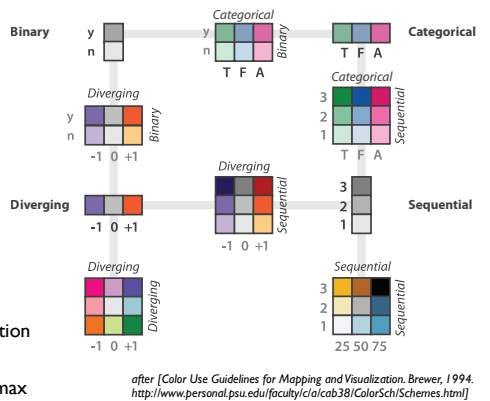 Categorical
Binary
y
n
y
n
Binary
T F A
T F A
Categorical
Categorical
3
2
1
Sequential
T F A
Diverging
y
n
Binary
-1 0 +1
Diverging
Diverging
-1 0 +1
Sequential
-1 0 +1
3
2
1
Sequential
Diverging
Diverging
-1 0 +1
Sequential
3
2
1
Sequential
25 50 75
tion
max
after [Color Use Guidelines for Mapping and Visualization. Brewer, 1994.
http://www.personal.psu.edu/faculty/c/a/cab38/ColorSch/Schemes.html]